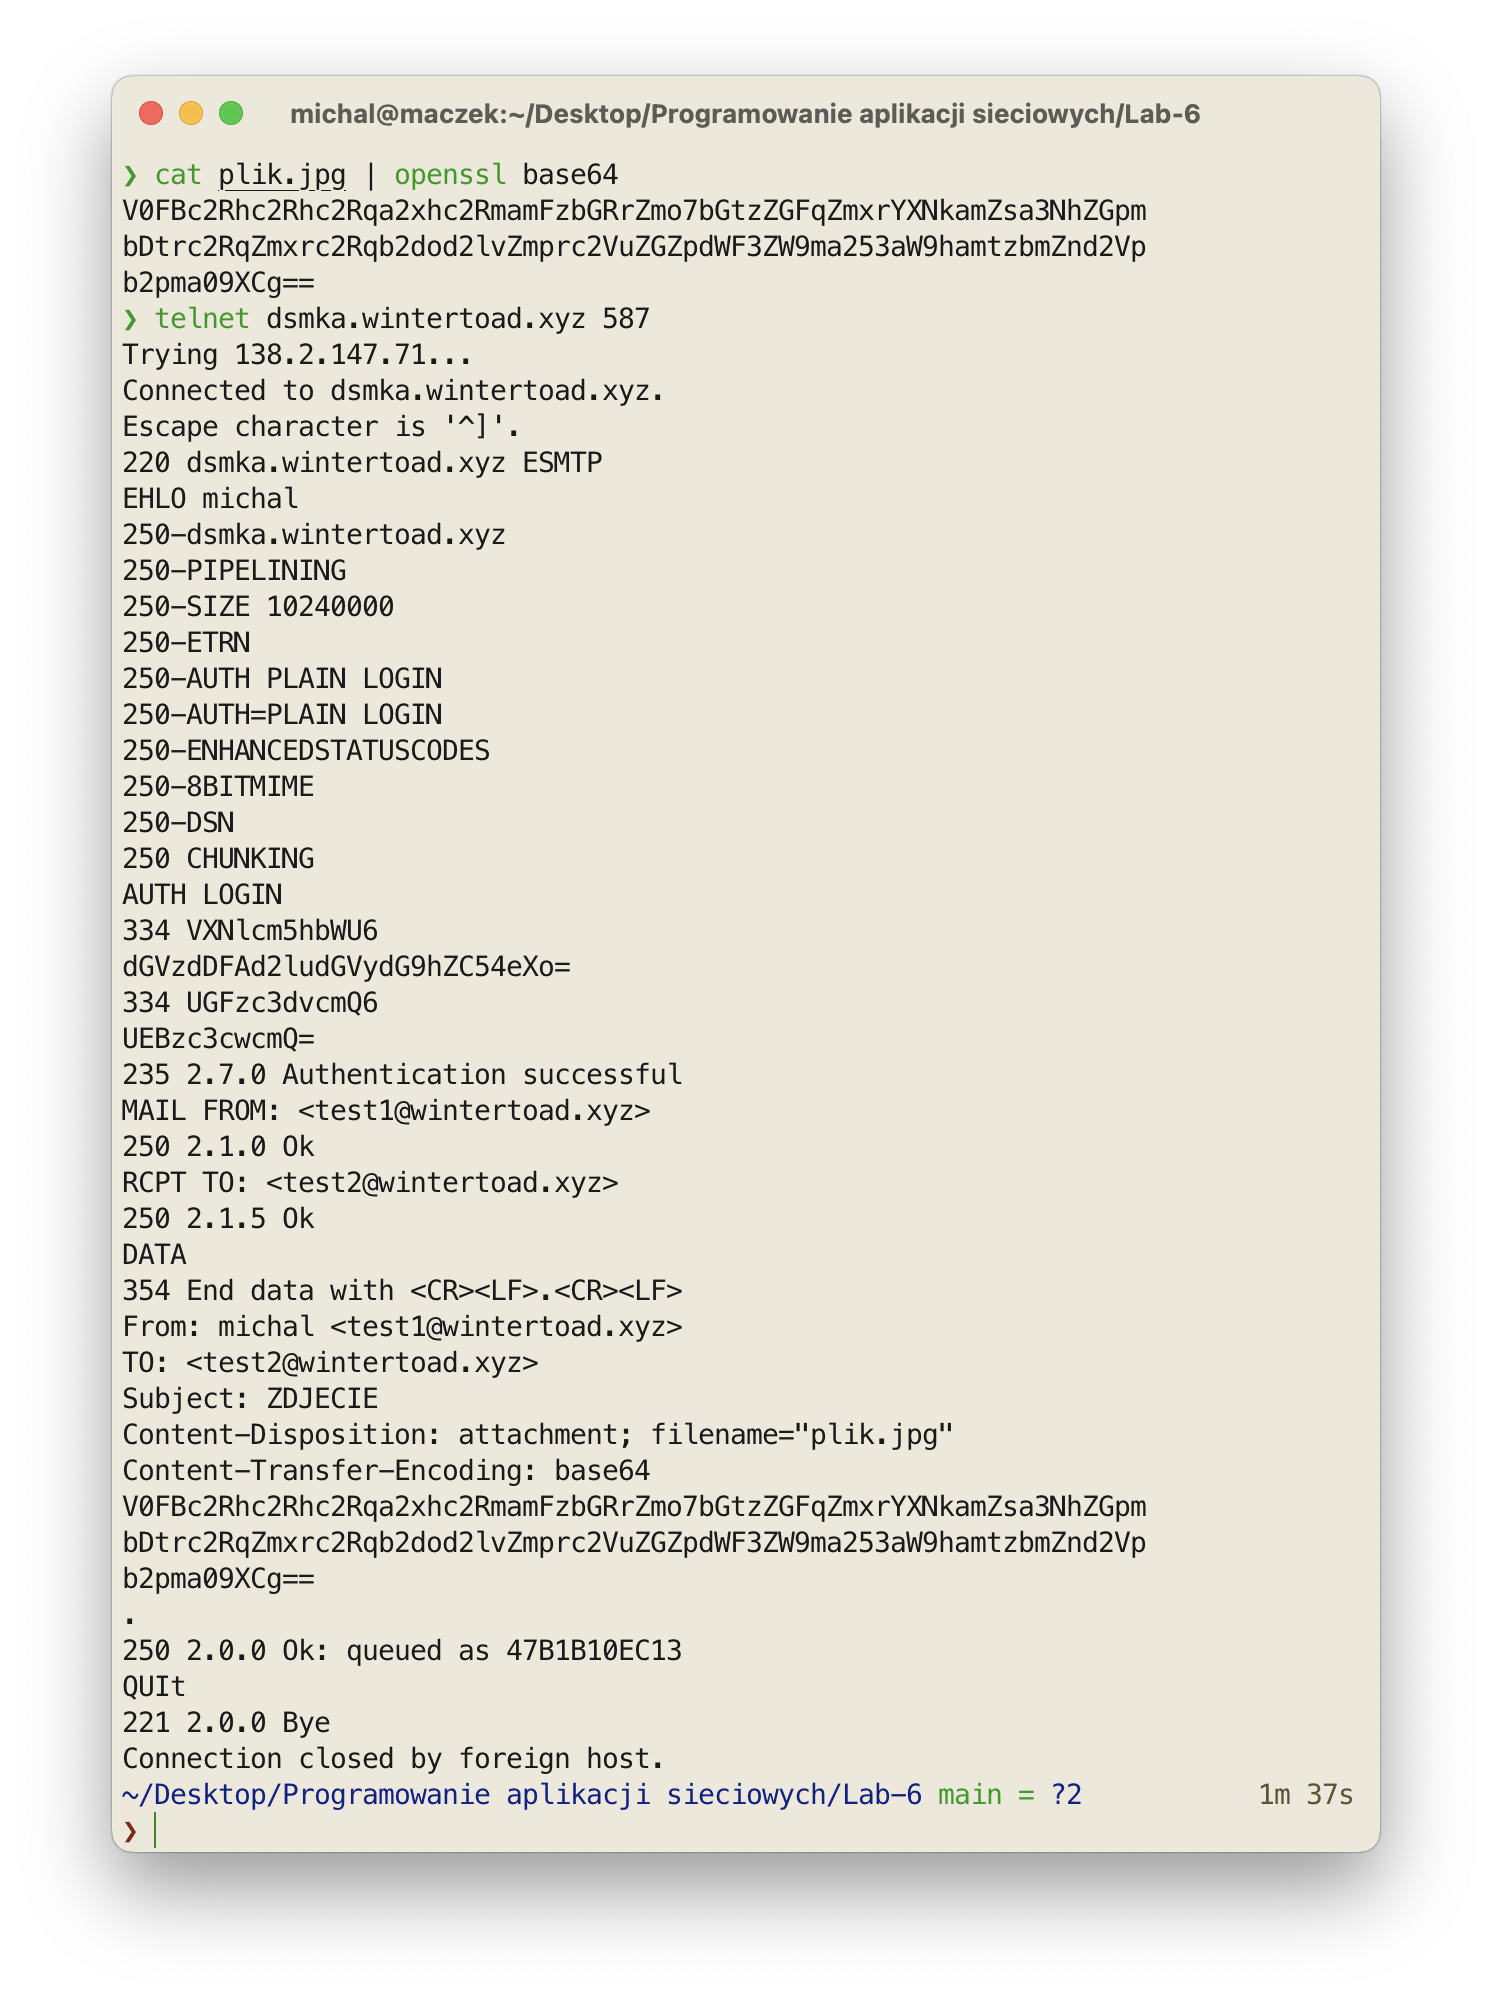 michal@maczek:~/Desktop/Programowanie aplikacji sieciowych/Lab-6
❯ cat plik.jpg | openssl base64
V0FBc2Rhc2Rhc2Rqa2xhc2RmamFzbGRrZmo7bGtzZGFqZmxrYXNkamZsa3NhZGpm
bDtrc2RqZmxrc2Rqb2dod2lvZmprc2VuZGZpdWF3ZW9ma253aW9hamtzbmZnd2Vp
b2pma09XCg==
❯ telnet dsmka.wintertoad.xyz 587
Trying 138.2.147.71...
Connected to dsmka.wintertoad.xyz.
Escape character is '^]'.
220 dsmka.wintertoad.xyz ESMTP
EHLO michal
250-dsmka.wintertoad.xyz
250-PIPELINING
250-SIZE 10240000
250-ETRN
250-AUTH PLAIN LOGIN
250-AUTH=PLAIN LOGIN
250-ENHANCEDSTATUSCODES
250-8BITMIME
250-DSN
250 CHUNKING
AUTH LOGIN
334 VXNlcm5hbWU6
dGVzdDFAd2ludGVydG9hZC54eXo=
334 UGFzc3dvcmQ6
UEBzc3cwcmQ=
235 2.7.0 Authentication successful
MAIL FROM: <test1@wintertoad.xyz>
250 2.1.0 Ok
RCPT TO: <test2@wintertoad.xyz>
250 2.1.5 Ok
DATA
354 End data with <CR><LF>.<CR><LF>
From: michal <test1@wintertoad.xyz>
TO: <test2@wintertoad.xyz>
Subject: ZDJECIE
Content-Disposition: attachment; filename="plik.jpg"
Content-Transfer-Encoding: base64
V0FBc2Rhc2Rhc2Rqa2xhc2RmamFzbGRrZmo7bGtzZGFqZmxrYXNkamZsa3NhZGpm
bDtrc2RqZmxrc2Rqb2dod2lvZmprc2VuZGZpdWF3ZW9ma253aW9hamtzbmZnd2Vp
b2pma09XCg==
.
250 2.0.0 Ok: queued as 47B1B10EC13
QUIt
221 2.0.0 Bye
Connection closed by foreign host.
~/Desktop/Programowanie aplikacji sieciowych/Lab-6 main = ?2 1m 37s
❯